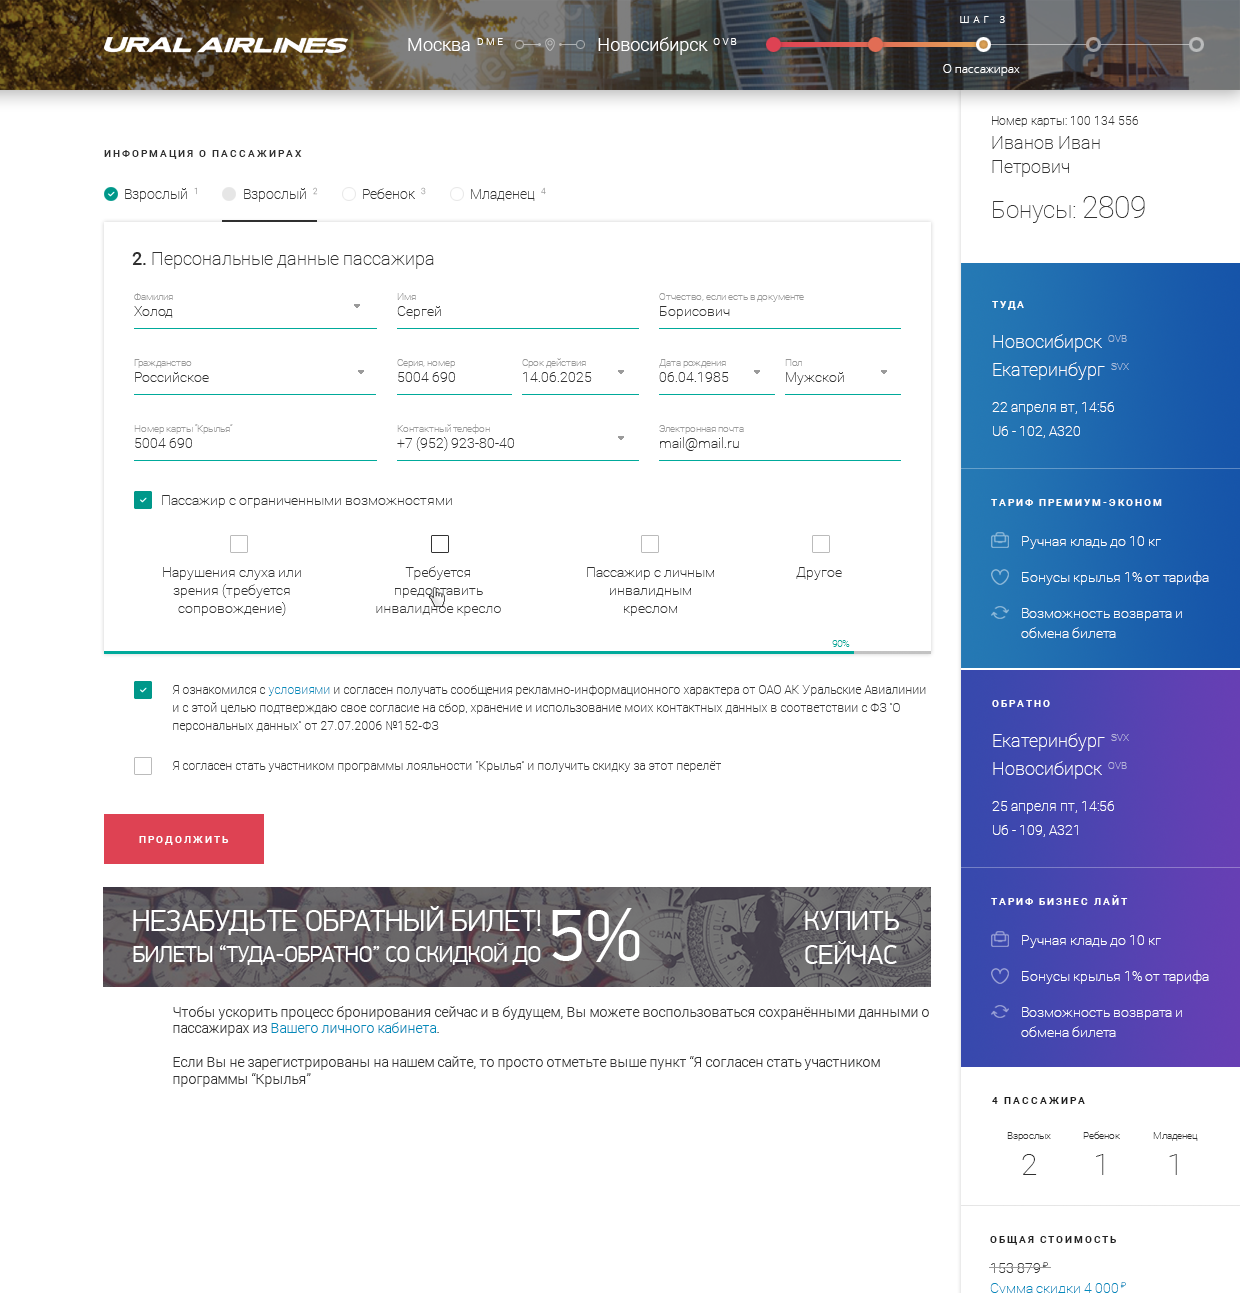 ШАГ 3
URAL AIRLINES
Москва DME
Новосибирск OVB
О пассажирах
ИНФОРМАЦИЯ О ПАССАЖИРАХ
Взрослый 1
Взрослый 2
Ребенок 3
Младенец 4
2. Персональные данные пассажира
Фамилия
Холод
Имя
Сергей
Отчество, если есть в документе
Борисович
Гражданство
Российское
Серия, номер
5004 690
Срок действия
14.06.2025
Дата рождения
06.04.1985
Пол
Мужской
Номер карты "Крылья"
5004 690
Контактный телефон
+7 (952) 923-80-40
Электронная почта
mail@mail.ru
Пассажир с ограниченными возможностями
Нарушения слуха или
зрения (требуется
сопровождение)
Требуется
предоставить
инвалидное кресло
Пассажир с личным
инвалидным
креслом
Другое
90%
Я ознакомился с условиями и согласен получать сообщения рекламно-информационного характера от ОАО АК Уральские Авиалинии
и с этой целью подтверждаю свое согласие на сбор, хранение и использование моих контактных данных в соответствии с ФЗ "О
персональных данных" от 27.07.2006 №152-ФЗ
Я согласен стать участником программы лояльности "Крылья" и получить скидку за этот перелёт
ПРОДОЛЖИТЬ
НЕЗАБУДЬТЕ ОБРАТНЫЙ БИЛЕТ!
БИЛЕТЫ “ТУДА-ОБРАТНО” СО СКИДКОЙ ДО
5%
КУПИТЬ
СЕЙЧАС
Чтобы ускорить процесс бронирования сейчас и в будущем, Вы можете воспользоваться сохранёнными данными о
пассажирах из Вашего личного кабинета.
Если Вы не зарегистрированы на нашем сайте, то просто отметьте выше пункт “Я согласен стать участником
программы “Крылья”
Номер карты: 100 134 556
Иванов Иван
Петрович
Бонусы: 2809
ТУДА
Новосибирск OVB
Екатеринбург SVX
22 апреля вт, 14:56
U6 - 102, A320
ТАРИФ ПРЕМИУМ-ЭКОНОМ
Ручная кладь до 10 кг
Бонусы крылья 1% от тарифа
Возможность возврата и
обмена билета
ОБРАТНО
Екатеринбург SVX
Новосибирск OVB
25 апреля пт, 14:56
U6 - 109, A321
ТАРИФ БИЗНЕС ЛАЙТ
Ручная кладь до 10 кг
Бонусы крылья 1% от тарифа
Возможность возврата и
обмена билета
4 ПАССАЖИРА
Взрослых
Ребенок
Младенец
2
1
1
ОБЩАЯ СТОИМОСТЬ
153 879 ₽
Сумма скидки 4 000 ₽